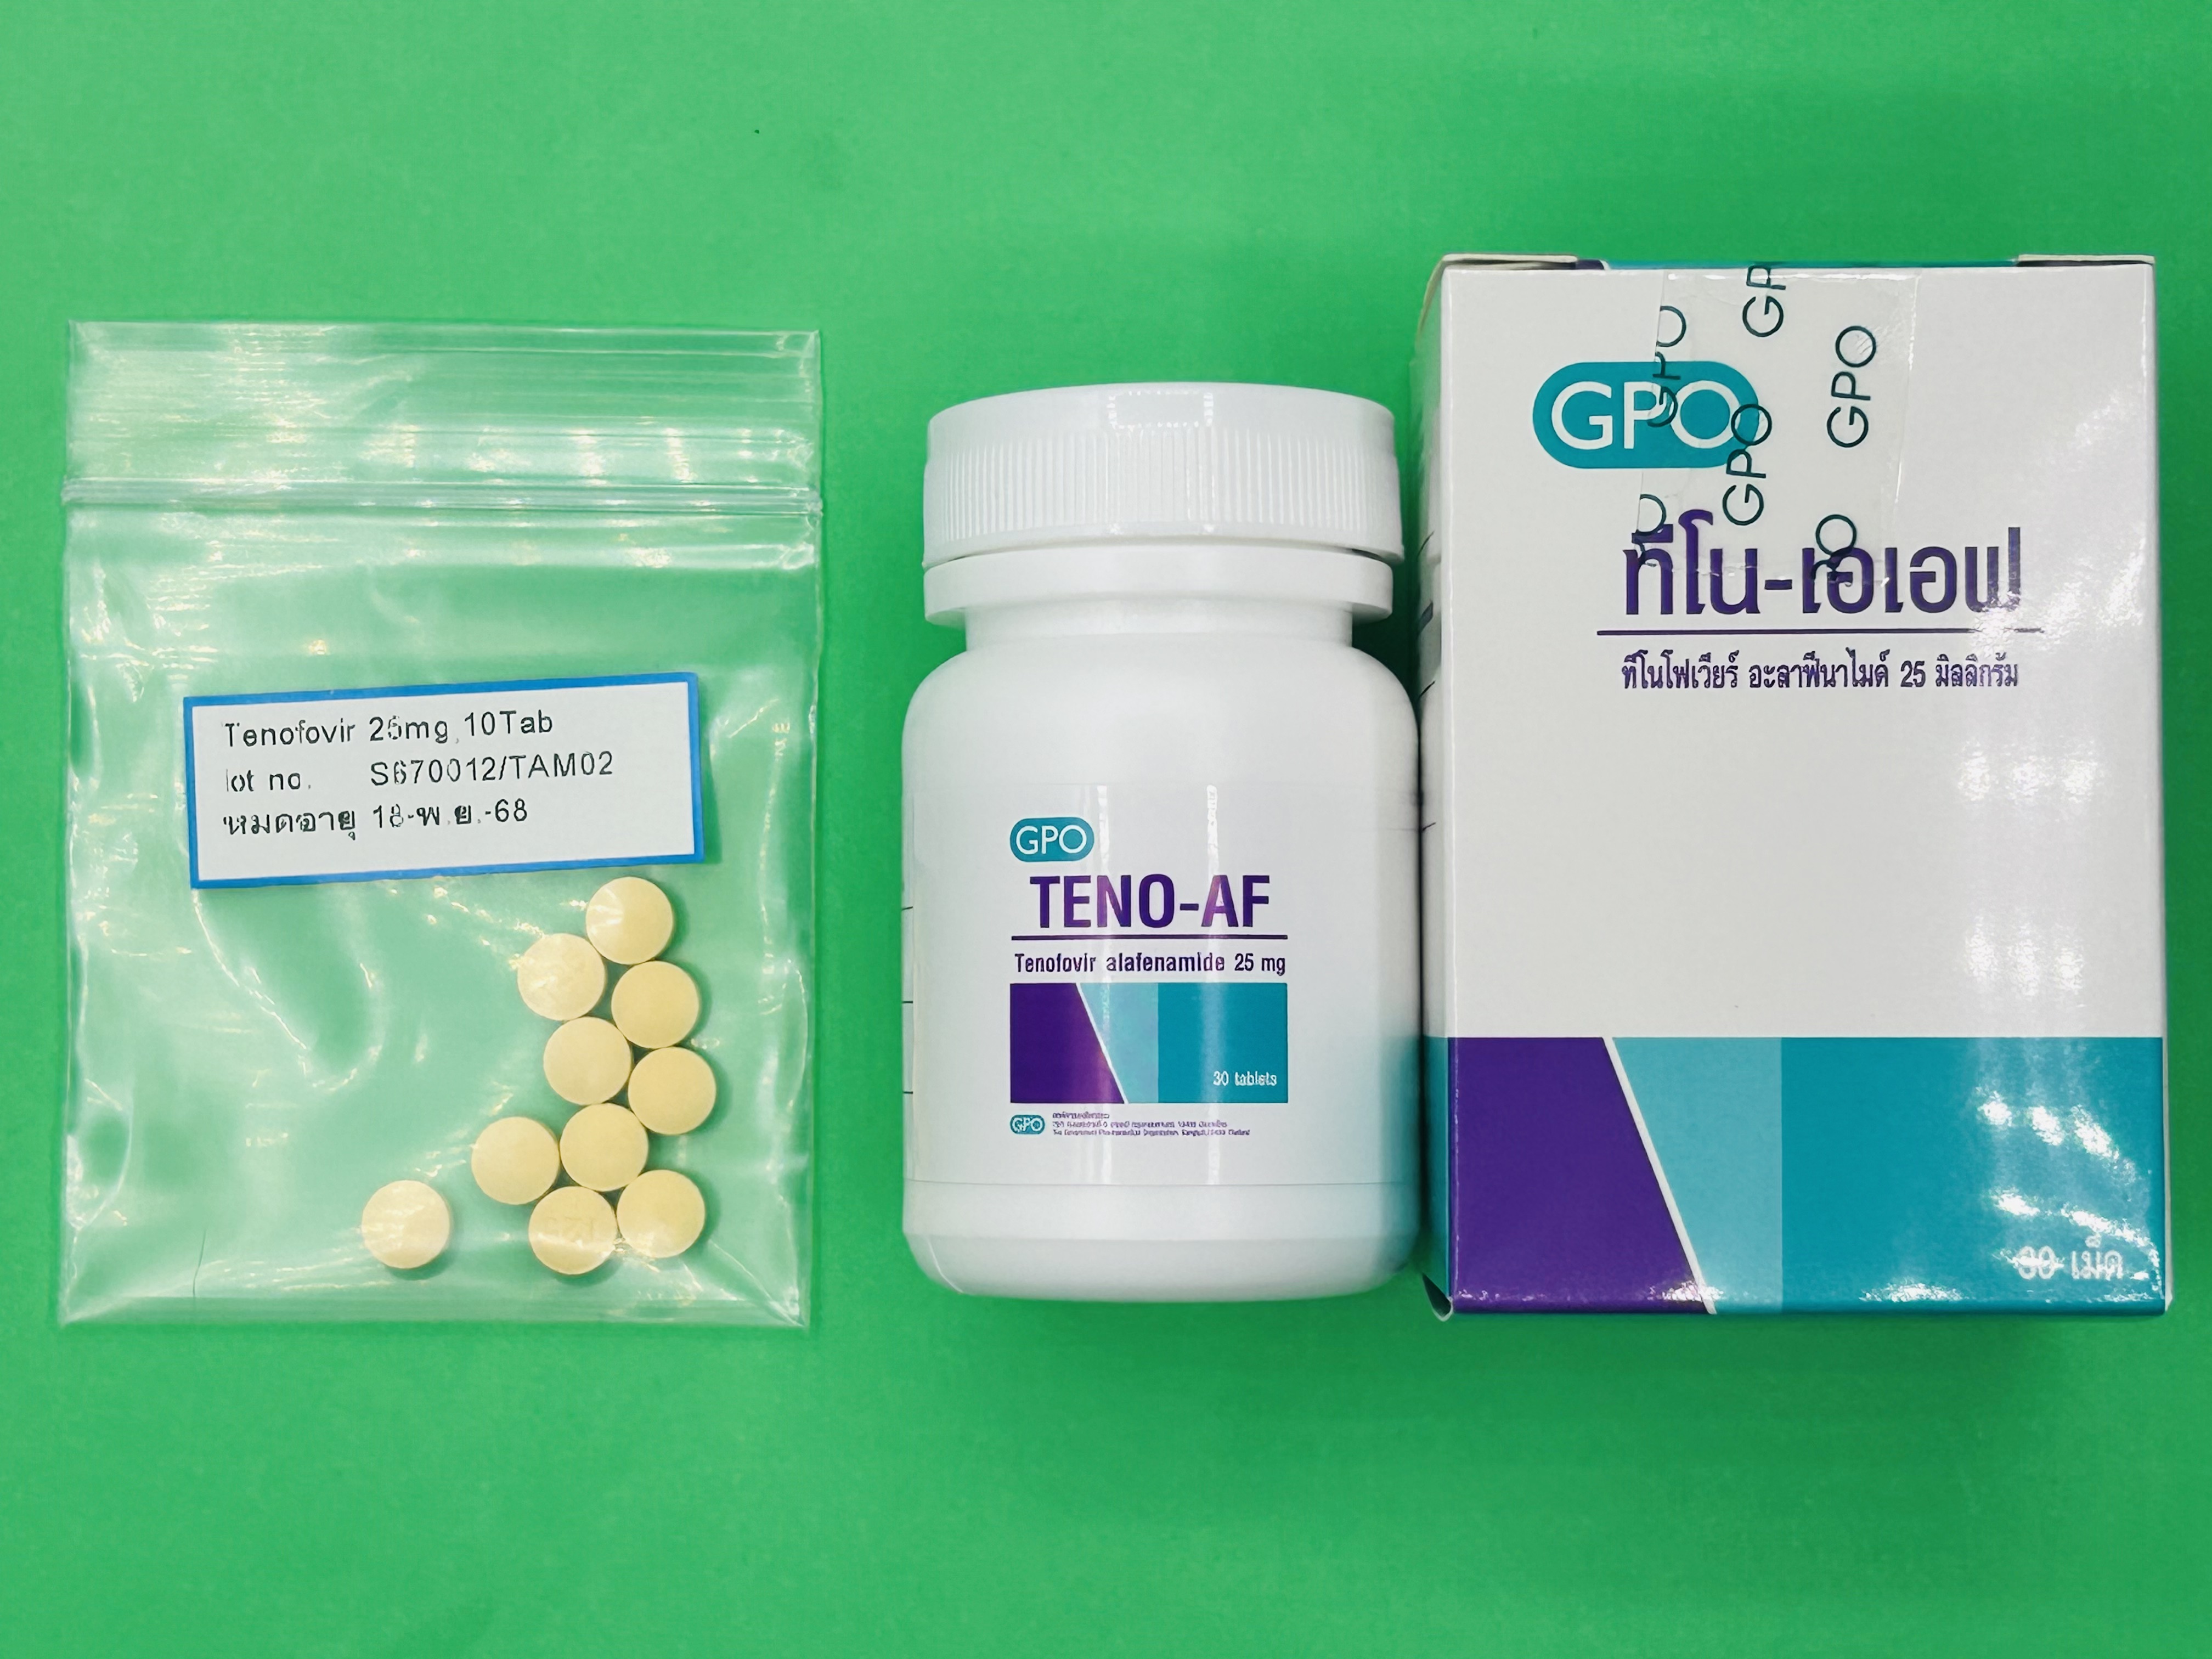 Tenofovir 25mg 10Tab
lot no. S670012/TAM02
หมดอายุ 18-พ.ย.-68
GPO
TENO-AF
Tenofovir alafenamide 25 mg
30 tablets
GPO
GPO
GPO
GPO
GPO
GPO
ทีโน-เอเอฟ
ทีโนโฟเวียร์ อะลาฟีนาไมด์ 25 มิลลิกรัม
30 เม็ด